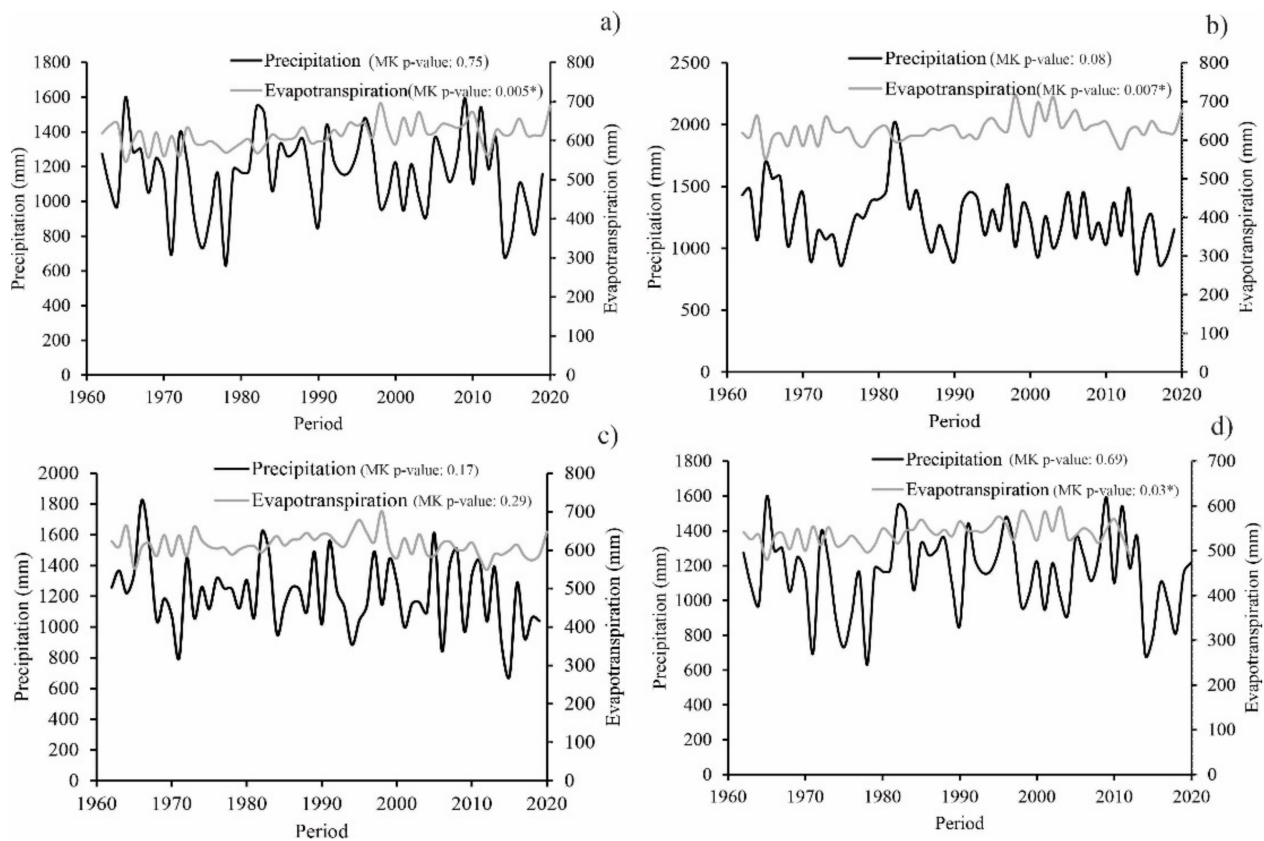 a)
Precipitation (MK p-value: 0.75)
Evapotranspiration(MK p-value: 0.005*)
Precipitation (mm)
1800
1600
1400
1200
1000
800
600
400
200
0
800
700
600
500
400
300
200
100
0
Evapotranspiration (mm)
1960 1970 1980 1990 2000 2010 2020
Period
b)
Precipitation (MK p-value: 0.08)
Evapotranspiration(MK p-value: 0.007*)
Precipitation (mm)
2500
2000
1500
1000
500
0
800
700
600
500
400
300
200
100
0
Evapotranspiration (mm)
1960 1970 1980 1990 2000 2010 2020
Period
c)
Precipitation (MK p-value: 0.17)
Evapotranspiration (MK p-value: 0.29)
Precipitation (mm)
2000
1800
1600
1400
1200
1000
800
600
400
200
0
800
700
600
500
400
300
200
100
0
Evapotranspiration (mm)
1960 1970 1980 1990 2000 2010 2020
Period
d)
Precipitation (MK p-value: 0.69)
Evapotranspiration (MK p-value: 0.03*)
Precipitation (mm)
1800
1600
1400
1200
1000
800
600
400
200
0
700
600
500
400
300
200
100
0
Evapotranspiration (mm)
1960 1970 1980 1990 2000 2010 2020
Period